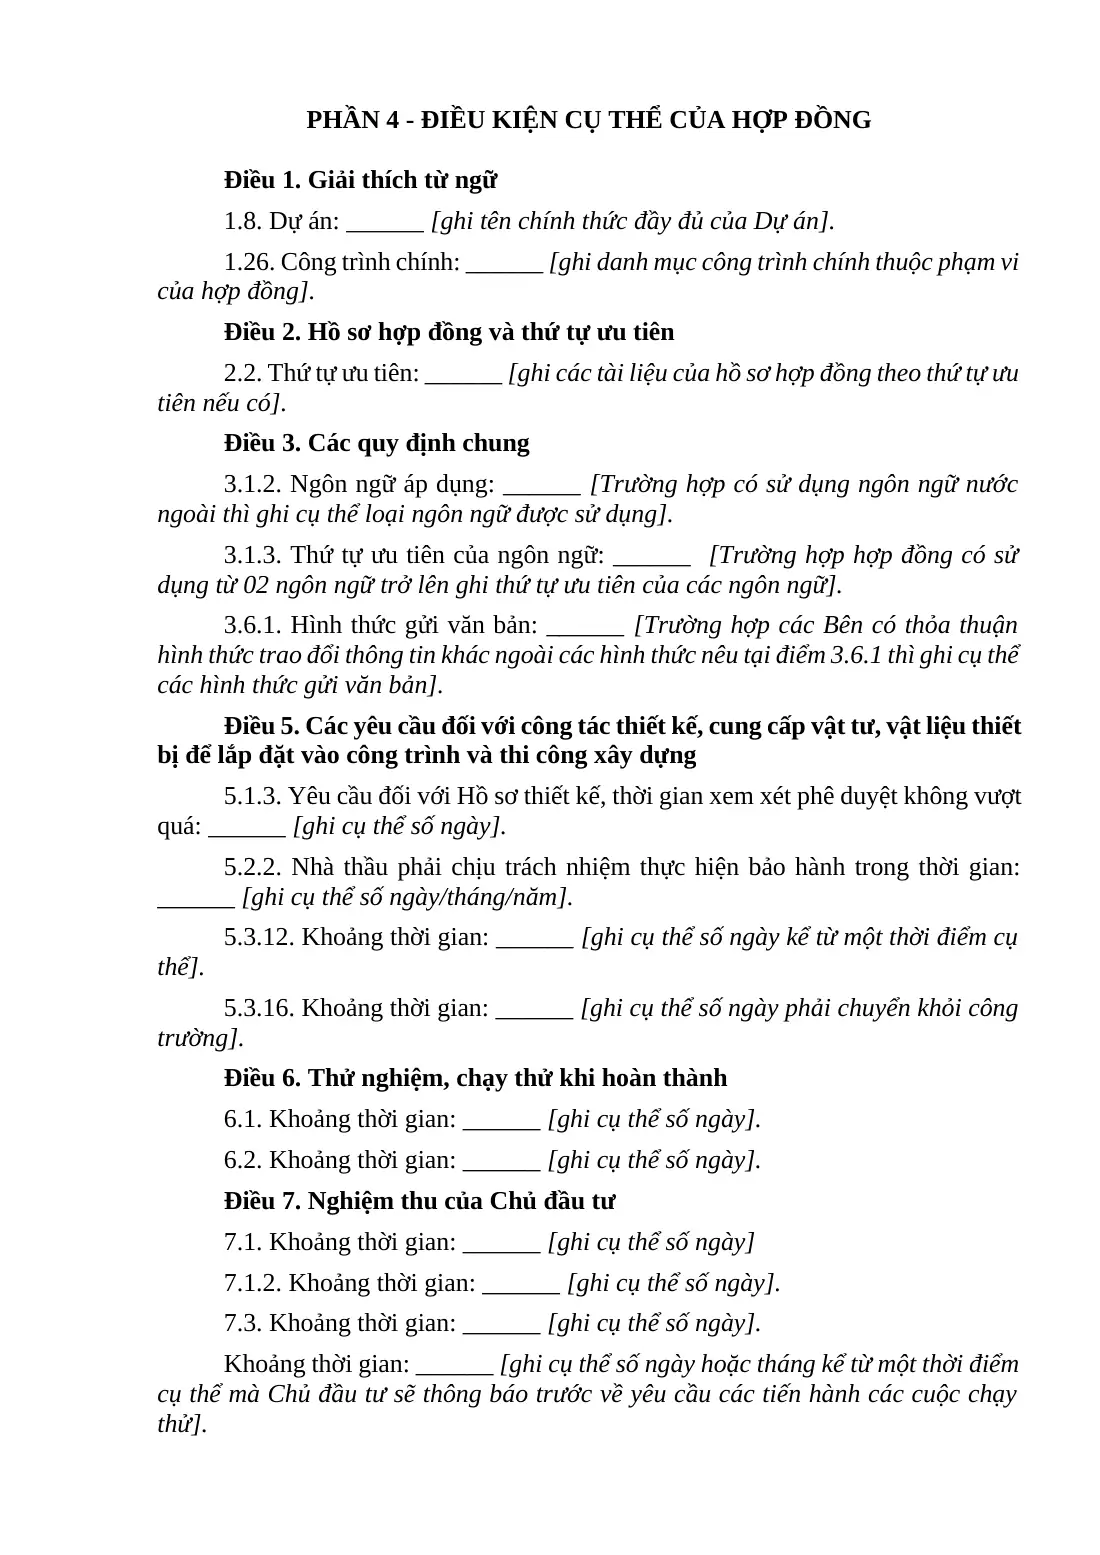 PHẦN 4 - ĐIỀU KIỆN CỤ THỂ CỦA HỢP ĐỒNG
Điều 1. Giải thích từ ngữ
1.8. Dự án: ______ [ghi tên chính thức đầy đủ của Dự án].
1.26. Công trình chính: ______ [ghi danh mục công trình chính thuộc phạm vi
của hợp đồng].
Điều 2. Hồ sơ hợp đồng và thứ tự ưu tiên
2.2. Thứ tự ưu tiên: ______ [ghi các tài liệu của hồ sơ hợp đồng theo thứ tự ưu
tiên nếu có].
Điều 3. Các quy định chung
3.1.2. Ngôn ngữ áp dụng: ______ [Trường hợp có sử dụng ngôn ngữ nước
ngoài thì ghi cụ thể loại ngôn ngữ được sử dụng].
3.1.3. Thứ tự ưu tiên của ngôn ngữ: ______ [Trường hợp hợp đồng có sử
dụng từ 02 ngôn ngữ trở lên ghi thứ tự ưu tiên của các ngôn ngữ].
3.6.1. Hình thức gửi văn bản: ______ [Trường hợp các Bên có thỏa thuận
hình thức trao đổi thông tin khác ngoài các hình thức nêu tại điểm 3.6.1 thì ghi cụ thể
các hình thức gửi văn bản].
Điều 5. Các yêu cầu đối với công tác thiết kế, cung cấp vật tư, vật liệu thiết
bị để lắp đặt vào công trình và thi công xây dựng
5.1.3. Yêu cầu đối với Hồ sơ thiết kế, thời gian xem xét phê duyệt không vượt
quá: ______ [ghi cụ thể số ngày].
5.2.2. Nhà thầu phải chịu trách nhiệm thực hiện bảo hành trong thời gian:
______ [ghi cụ thể số ngày/tháng/năm].
5.3.12. Khoảng thời gian: ______ [ghi cụ thể số ngày kể từ một thời điểm cụ
thể].
5.3.16. Khoảng thời gian: ______ [ghi cụ thể số ngày phải chuyển khỏi công
trường].
Điều 6. Thử nghiệm, chạy thử khi hoàn thành
6.1. Khoảng thời gian: ______ [ghi cụ thể số ngày].
6.2. Khoảng thời gian: ______ [ghi cụ thể số ngày].
Điều 7. Nghiệm thu của Chủ đầu tư
7.1. Khoảng thời gian: ______ [ghi cụ thể số ngày]
7.1.2. Khoảng thời gian: ______ [ghi cụ thể số ngày].
7.3. Khoảng thời gian: ______ [ghi cụ thể số ngày].
Khoảng thời gian: ______ [ghi cụ thể số ngày hoặc tháng kể từ một thời điểm
cụ thể mà Chủ đầu tư sẽ thông báo trước về yêu cầu các tiến hành các cuộc chạy
thử].